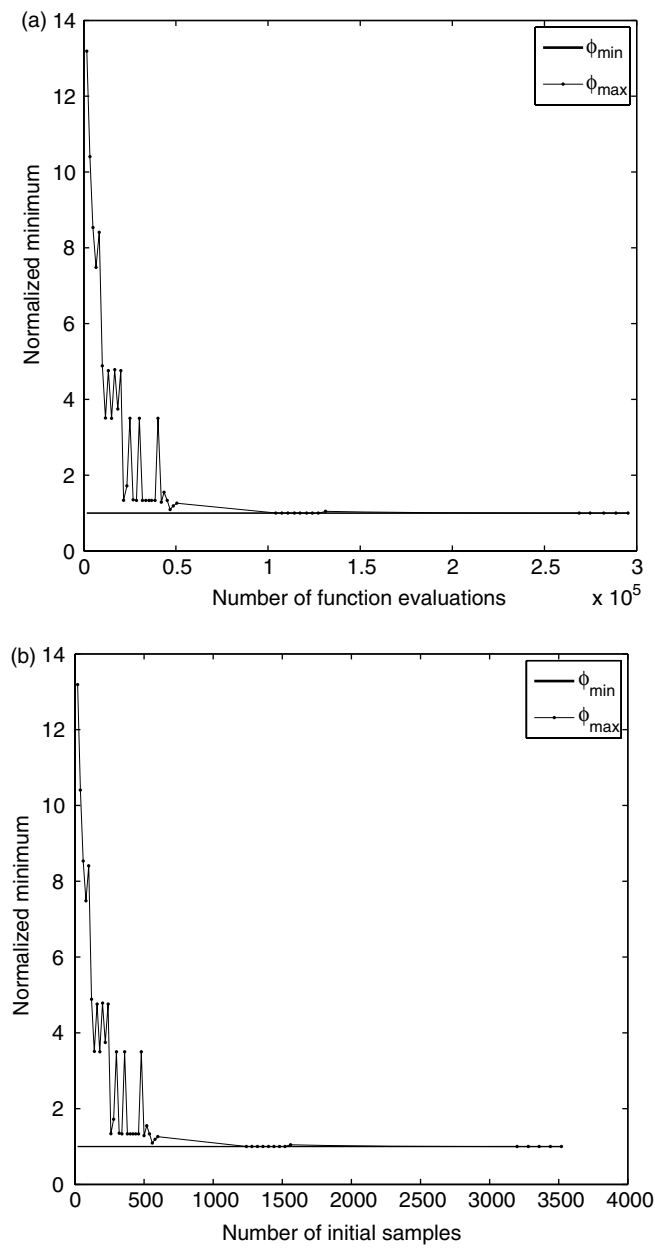 (a)
14
12
10
8
6
4
2
0
Normalized minimum
ϕmin
ϕmax
0 0.5 1 1.5 2 2.5 3
Number of function evaluations x 10^5
(b)
14
12
10
8
6
4
2
0
Normalized minimum
ϕmin
ϕmax
0 500 1000 1500 2000 2500 3000 3500 4000
Number of initial samples